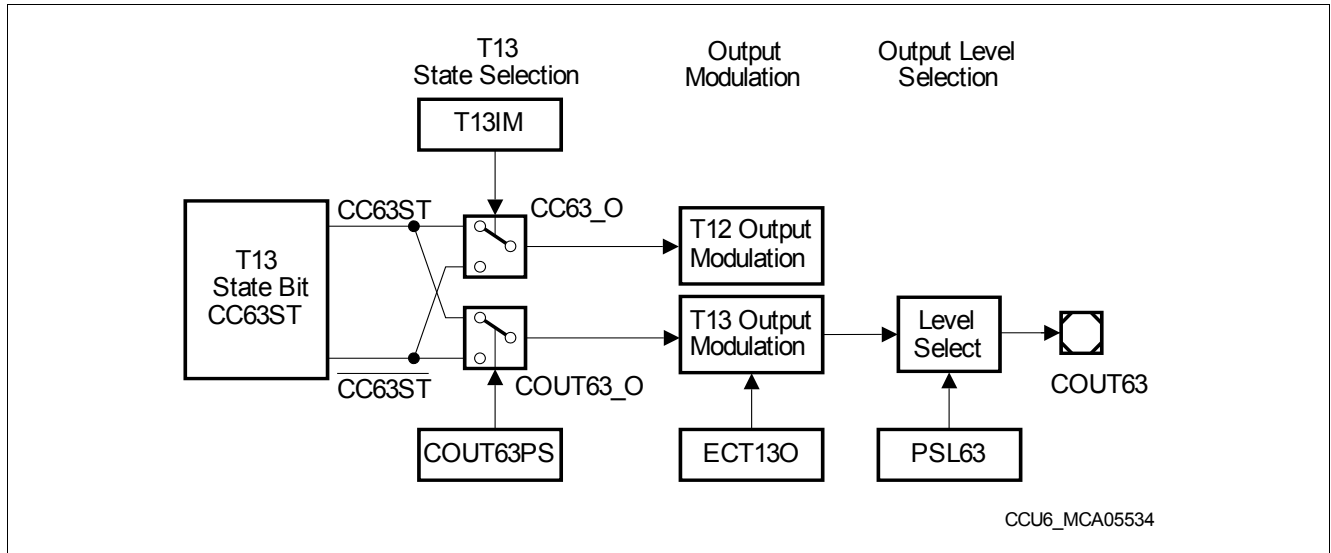 T13
State Selection
Output
Modulation
Output Level
Selection
T13IM
CC63ST
CC63_O
T13
State Bit
CC63ST
T12 Output
Modulation
T13 Output
Modulation
Level
Select
CC63ST
COUT63_O
COUT63
COUT63PS
ECT13O
PSL63
CCU6_MCA05534